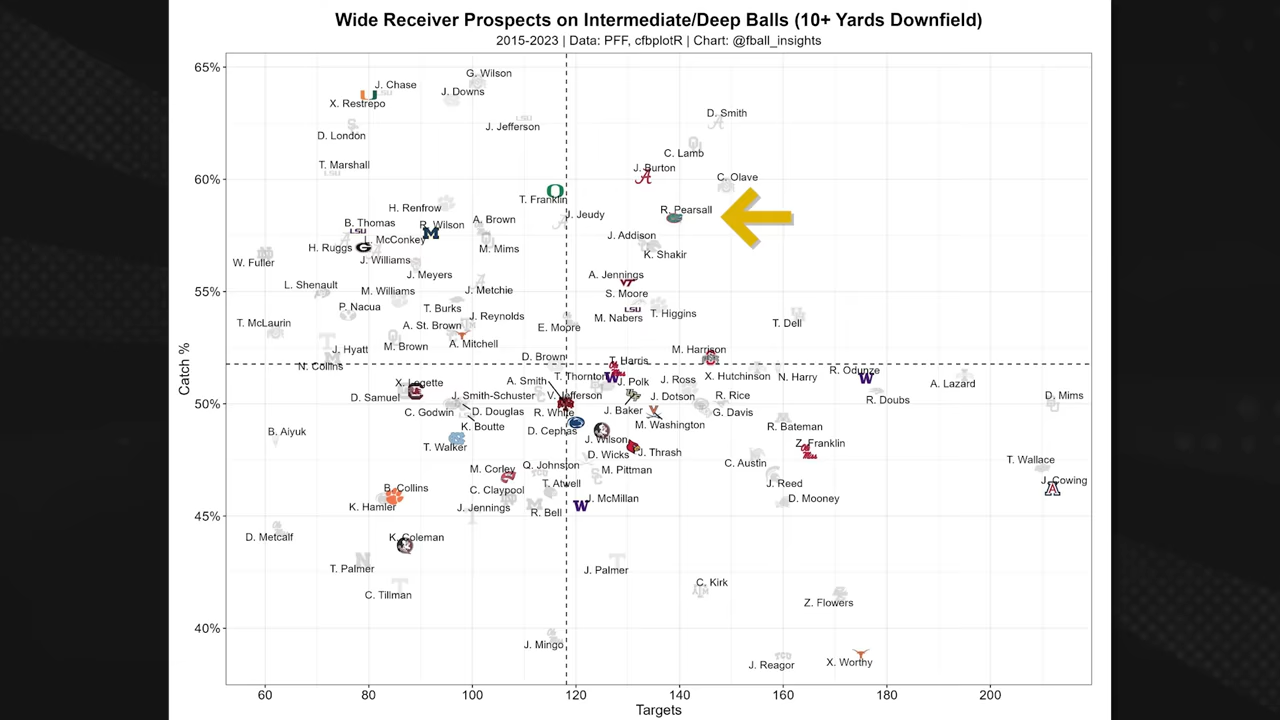 Wide Receiver Prospects on Intermediate/Deep Balls (10+ Yards Downfield)
2015-2023 | Data: PFF, cfbplotR | Chart: @fball_insights
65%
G. Wilson
J. Chase
J. Downs
X. Restrepo
D. Smith
J. Jefferson
D. London
C. Lamb
T. Marshall
J. Burton
60%
C. Olave
T. Franklin
H. Renfrow
R. Pearsall
J. Jeudy
A. Brown
B. Thomas
R. Wilson
J. Addison
L. McConkey
H. Ruggs
M. Mims
K. Shakir
W. Fuller
J. Williams
J. Meyers
A. Jennings
L. Shenault
55%
M. Williams
J. Metchie
S. Moore
P. Nacua
T. Burks
T. Higgins
J. Reynolds
M. Nabers
T. McLaurin
A. St. Brown
E. Moore
T. Dell
M. Brown
A. Mitchell
J. Hyatt
M. Harrison
D. Brown
T. Harris
N. Collins
R. Odunze
X. Legette
A. Smith
T. Thornton
J. Polk
J. Ross
X. Hutchinson
N. Harry
A. Lazard
D. Samuel
J. Smith-Schuster
V. Jefferson
J. Dotson
R. Rice
R. Doubs
D. Mims
50%
C. Godwin
D. Douglas
R. White
J. Baker
G. Davis
B. Aiyuk
K. Boutte
D. Cephas
M. Washington
R. Bateman
T. Walker
J. Wilson
Z. Franklin
D. Wicks
J. Thrash
M. Corley
Q. Johnston
M. Pittman
C. Austin
T. Wallace
B. Collins
C. Claypool
T. Atwell
J. Reed
J. Cowing
K. Hamler
J. Jennings
R. Bell
J. McMillan
D. Mooney
45%
D. Metcalf
K. Coleman
T. Palmer
J. Palmer
C. Tillman
C. Kirk
Z. Flowers
40%
J. Mingo
J. Reagor
X. Worthy
Catch %
60 80 100 120 140 160 180 200
Targets